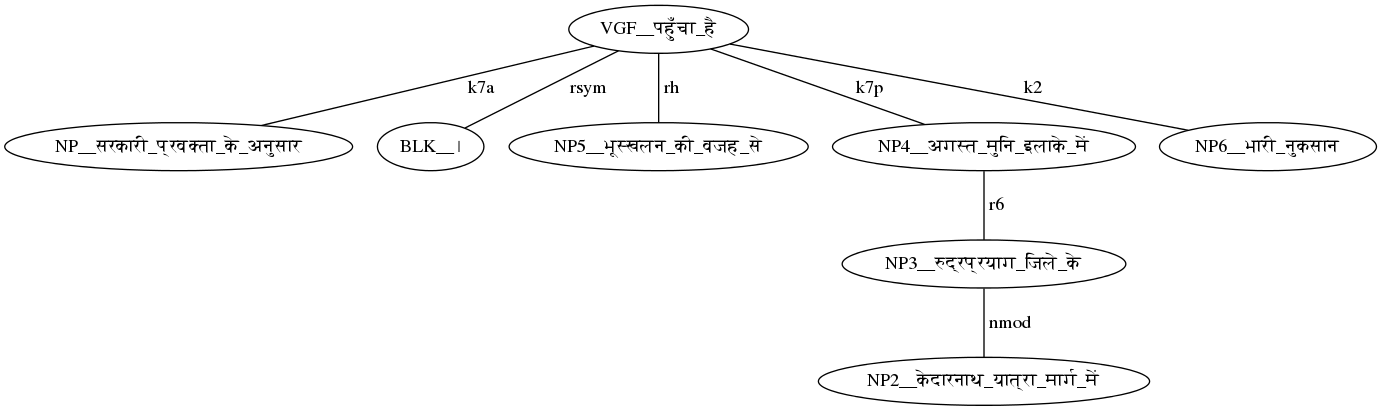 VGF__पहुँचा_है
k7a rsym rh k7p k2
NP__सरकारी_प्रवक्ता_के_अनुसार BLK__। NP5__भूस्खलन_की_वजह_से NP4__अगस्त_मुनि_इलाके_में NP6__भारी_नुकसान
r6
NP3__रुद्रप्रयाग_जिले_के
nmod
NP2__केदारनाथ_यात्रा_मार्ग_में